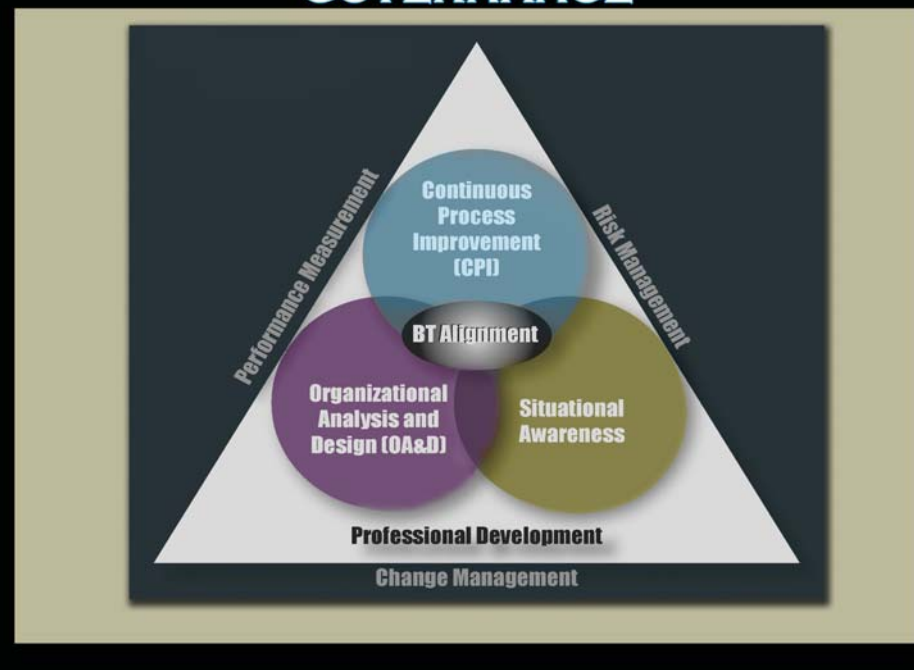 GOVERNANCE
Performance Measurement
Risk Management
Continuous
Process
Improvement
(CPI)
BT Alignment
Organizational
Analysis and
Design (OA&D)
Situational
Awareness
Professional Development
Change Management